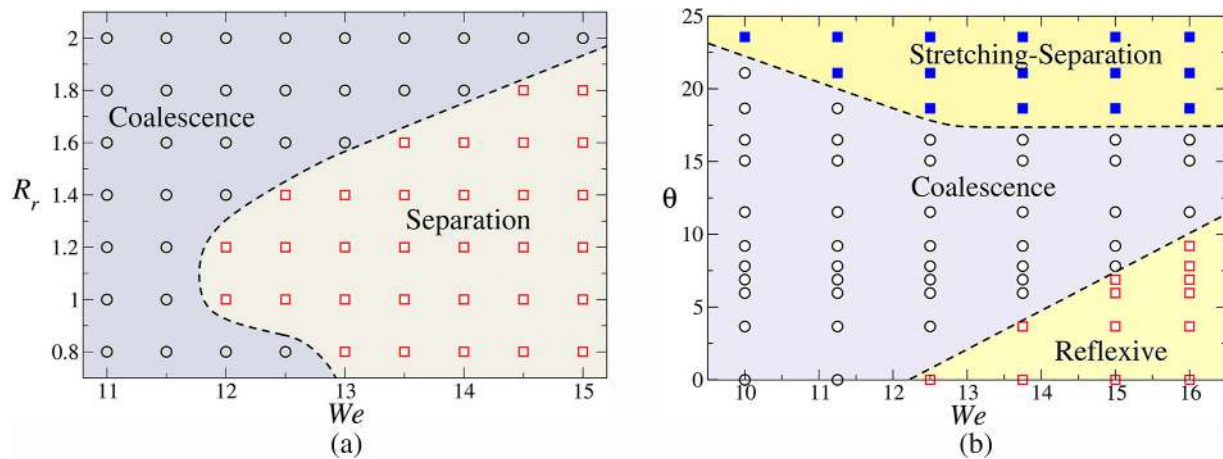 2
1.8
Coalescence
1.6
R_r
1.4
Separation
1.2
1
0.8
11 12 13 14 15
We
(a)
25
Stretching-Separation
20
15
Coalescence
θ
10
5
Reflexive
0
10 11 12 13 14 15 16
We
(b)